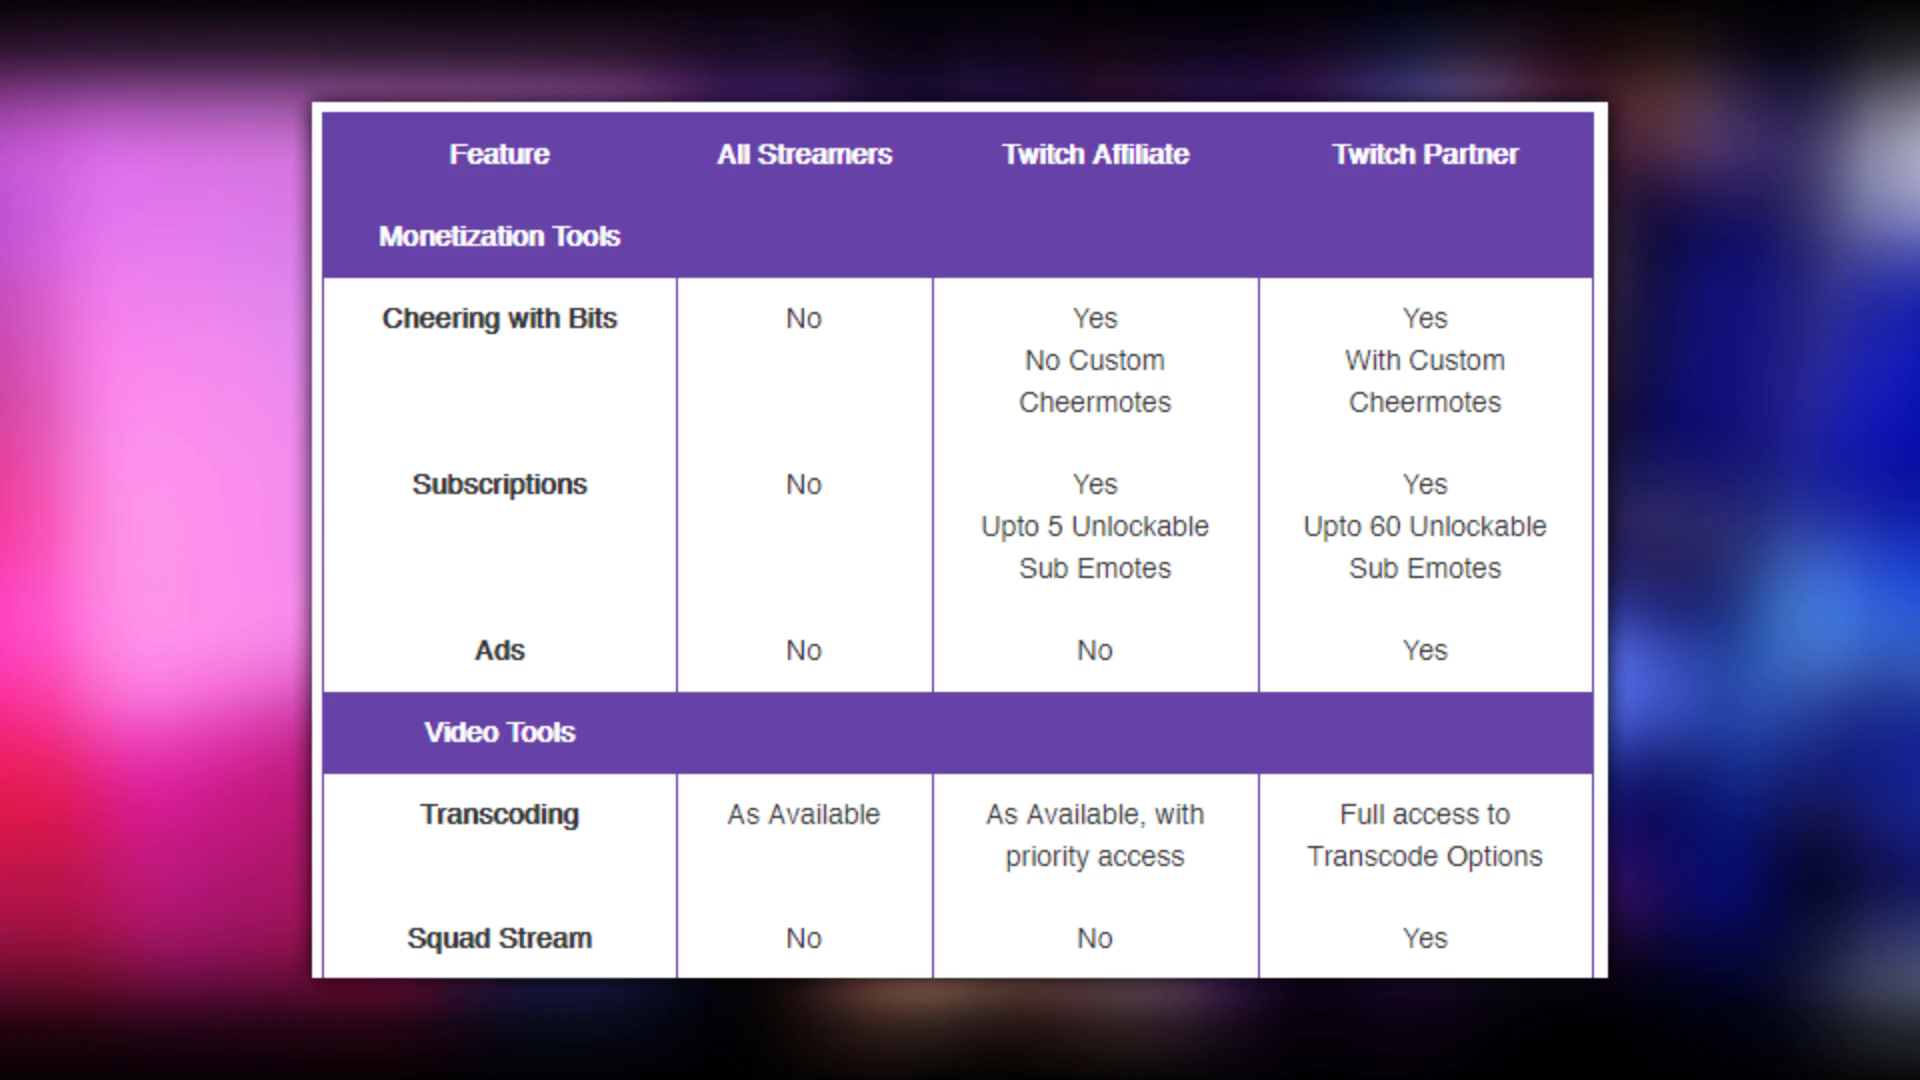 Feature All Streamers Twitch Affiliate Twitch Partner
Monetization Tools
Cheering with Bits No Yes Yes
No Custom With Custom
Cheermotes Cheermotes
Subscriptions No Yes Yes
Upto 5 Unlockable Upto 60 Unlockable
Sub Emotes Sub Emotes
Ads No No Yes
Video Tools
Transcoding As Available As Available, with Full access to
priority access Transcode Options
Squad Stream No No Yes